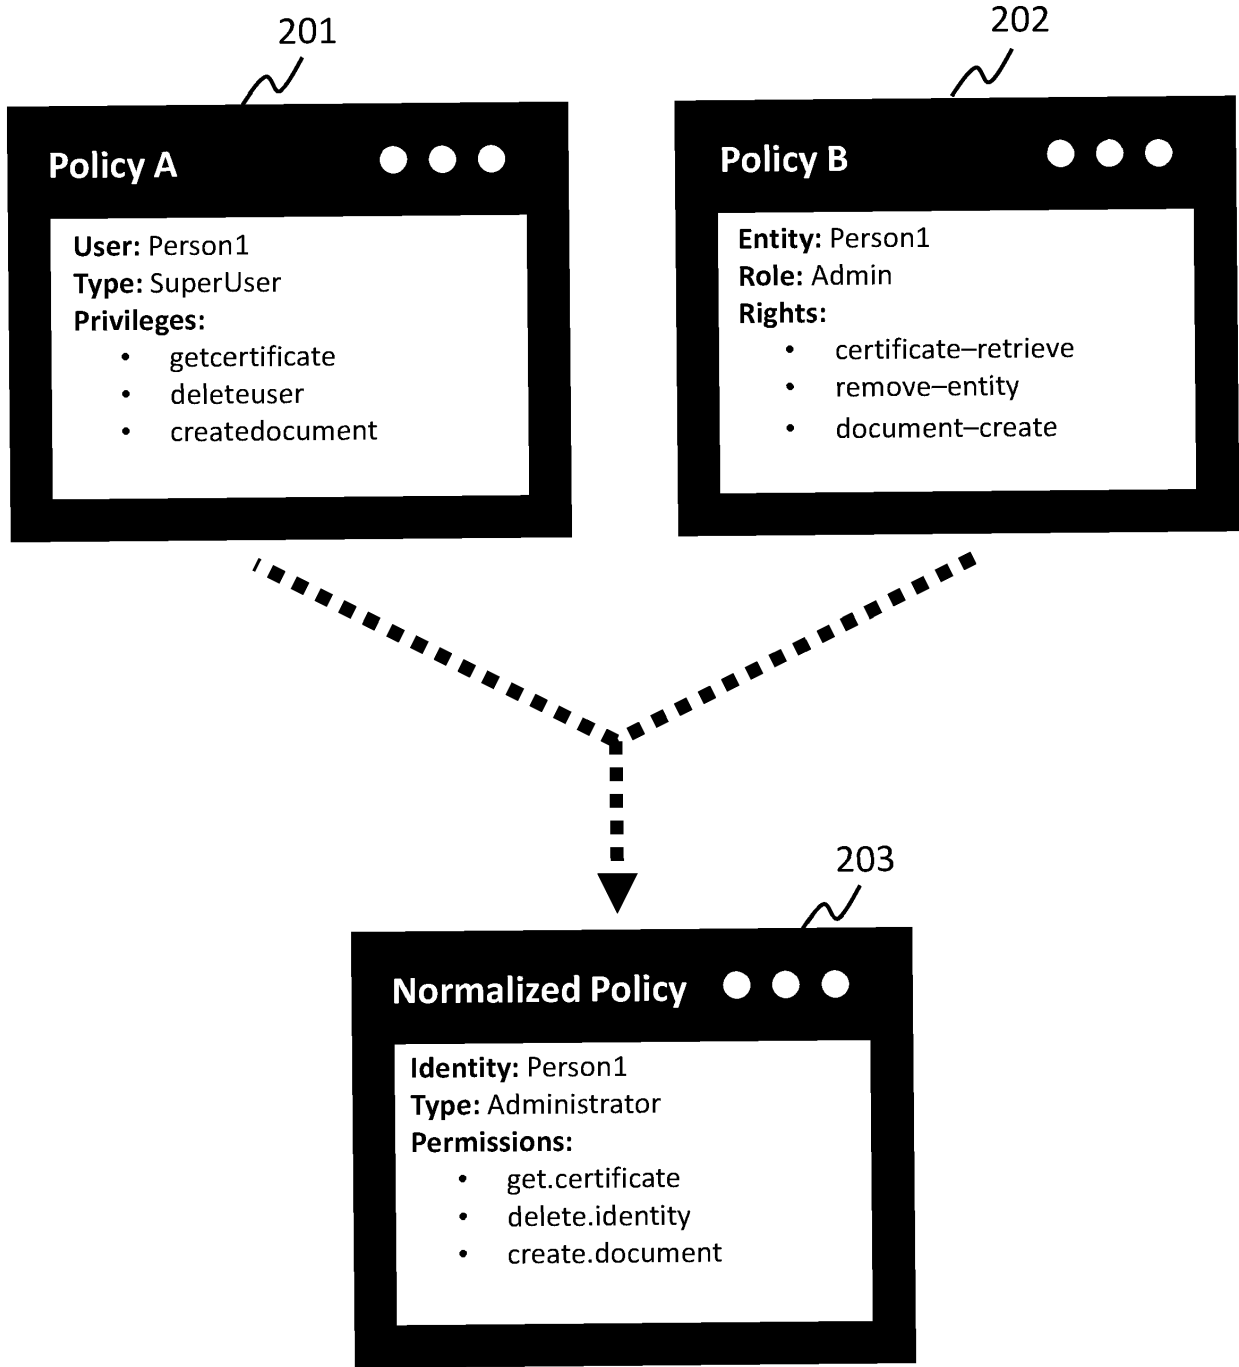 201
202
Policy A
Policy B
User: Person1
Type: SuperUser
Privileges:
• getcertificate
• deleteuser
• createdocument
Entity: Person1
Role: Admin
Rights:
• certificate–retrieve
• remove–entity
• document–create
203
Normalized Policy
Identity: Person1
Type: Administrator
Permissions:
• get.certificate
• delete.identity
• create.document